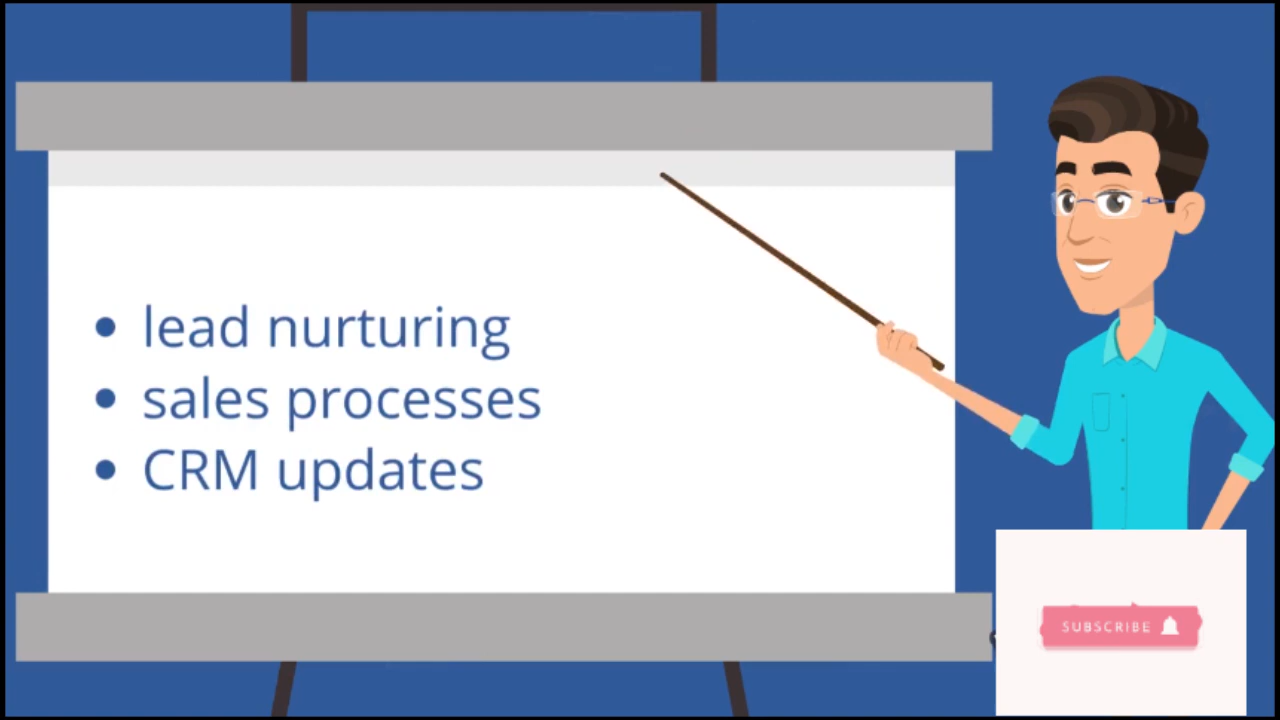 • lead nurturing
• sales processes
• CRM updates
SUBSCRIBE